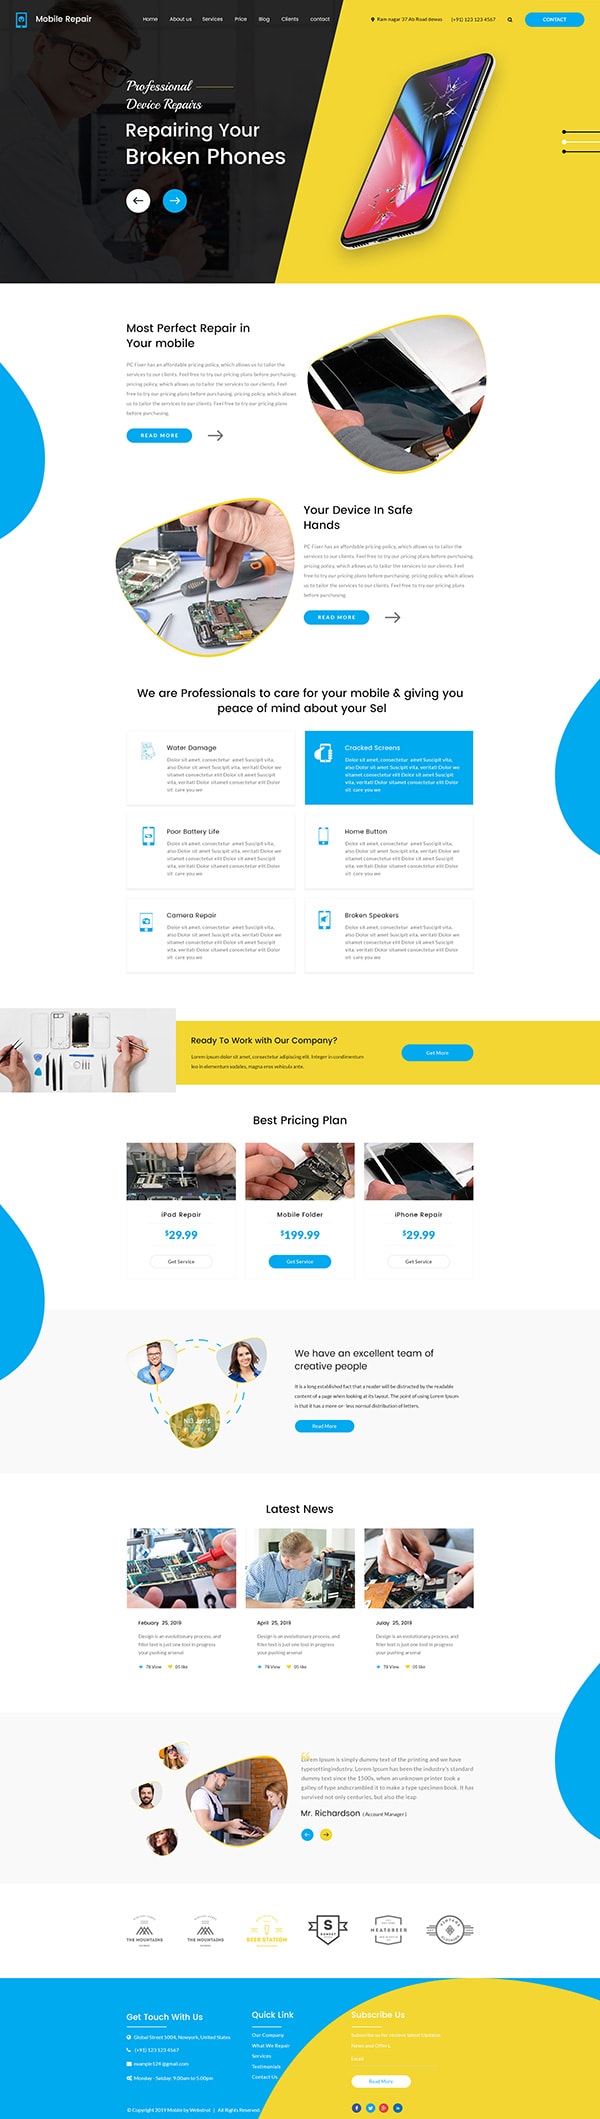 Mobile Repair
Home About us Services Price Blog Clients contact
Ram nagar 37 Ab Road dewas (+91) 123 123 4567
CONTACT
Professional
Device Repairs
Repairing Your
Broken Phones
Most Perfect Repair in
Your mobile
PC Fixer has an affordable pricing policy, which allows us to tailor the
services to our clients. Feel free to try our pricing plans before purchasing.
pricing policy, which allows us to tailor the services to our clients. Feel
free to try our pricing plans before purchasing. pricing policy, which allows
us to tailor the services to our clients. Feel free to try our pricing plans
before purchasing.
READ MORE
Your Device In Safe
Hands
PC Fixer has an affordable pricing policy, which allows us to tailor the
services to our clients. Feel free to try our pricing plans before purchasing.
pricing policy, which allows us to tailor the services to our clients. Feel
free to try our pricing plans before purchasing. pricing policy, which allows
us to tailor the services to our clients. Feel free to try our pricing plans
before purchasing.
READ MORE
We are Professionals to care for your mobile & giving you
peace of mind about your Sel
Water Damage
Dolor sit amet, consectetur amet Suscipit vita,
also Dolor sit amet Suscipit vita, veritati Dolor we
sitamet consectetur elit Dolor sit amet Suscipit
vita, veritati Dolor sitamet consectetur elit Dolor
sit care you we
Cracked Screens
Dolor sit amet, consectetur amet Suscipit vita,
also Dolor sit amet Suscipit vita, veritati Dolor we
sitamet consectetur elit Dolor sit amet Suscipit
vita, veritati Dolor sitamet consectetur elit Dolor
sit care you we
Poor Battery Life
Dolor sit amet, consectetur amet Suscipit vita,
also Dolor sit amet Suscipit vita, veritati Dolor we
sitamet consectetur elit Dolor sit amet Suscipit
vita, veritati Dolor sitamet consectetur elit Dolor
sit care you we
Home Button
Dolor sit amet, consectetur amet Suscipit vita,
also Dolor sit amet Suscipit vita, veritati Dolor we
sitamet consectetur elit Dolor sit amet Suscipit
vita, veritati Dolor sitamet consectetur elit Dolor
sit care you we
Camera Repair
Dolor sit amet, consectetur amet Suscipit vita,
also Dolor sit amet Suscipit vita, veritati Dolor we
sitamet consectetur elit Dolor sit amet Suscipit
vita, veritati Dolor sitamet consectetur elit Dolor
sit care you we
Broken Speakers
Dolor sit amet, consectetur amet Suscipit vita,
also Dolor sit amet Suscipit vita, veritati Dolor we
sitamet consectetur elit Dolor sit amet Suscipit
vita, veritati Dolor sitamet consectetur elit Dolor
sit care you we
Ready To Work with Our Company?
Lorem ipsum dolor sit amet, consectetur adipiscing elit. Integer in condimentum
leo in elementum sodales, magna eros vehicula ante.
Get More
Best Pricing Plan
iPad Repair
$29.99
Get Service
Mobile Folder
$199.99
Get Service
iPhone Repair
$29.99
Get Service
We have an excellent team of
creative people
It is a long established fact that a reader will be distracted by the readable
content of a page when looking at its layout. The point of using Lorem Ipsum
is that it has a more-or-less normal distribution of letters.
Read More
Latest News
Febuary 25, 2019
Design is an evolutionary process, and
filler text is just one tool in progress
your pushing arsenal
78 View 05 like
April 25, 2019
Design is an evolutionary process, and
filler text is just one tool in progress
your pushing arsenal
78 View 05 like
Julay 25, 2019
Design is an evolutionary process, and
filler text is just one tool in progress
your pushing arsenal
78 View 05 like
Lorem Ipsum is simply dummy text of the printing and we have
typesettingindustry. Lorem Ipsum has been the industry's standard
dummy text since the 1500s, when an unknown printer took a
galley of type andscrambled it to make a type specimen book. It has
survived not only centuries, but also the leap
Mr. Richardson (Account Manager)
THE MOUNTAINS
THE MOUNTAINS
BEER STATION
S
SUNSET
MEAT&BEER
VINTAGE
Get Touch With Us
Global Street 5004, Newyork, United States
(+91) 123 123 4567
example124 @gmail.com
Monday - Satday: 9.00am to 5.00pm
Quick Link
Our Company
What We Repair
Services
Testimonials
Contact Us
Subscribe Us
Subscribe us for recieve latest Updates
News and Offers.
Email
Read More
© Copyright 2019 Mobile by Webstrot | All Rights Reserved.